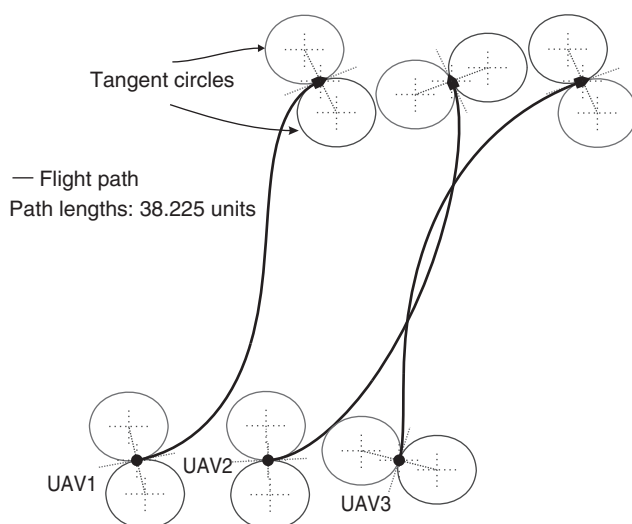 Tangent circles
— Flight path
Path lengths: 38.225 units
UAV1
UAV2
UAV3